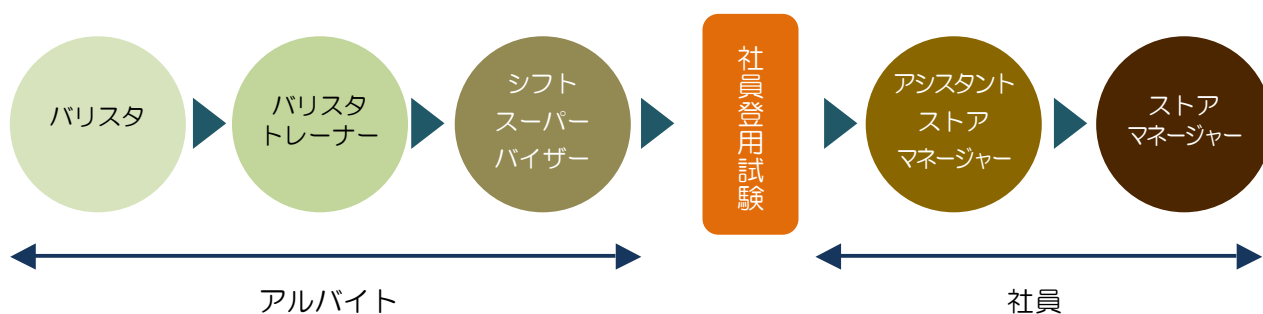 バリスタ
バリスタ
トレーナー
シフト
スーパー
バイザー
社員登用試験
アシスタント
ストア
マネージャー
ストア
マネージャー
アルバイト
社員